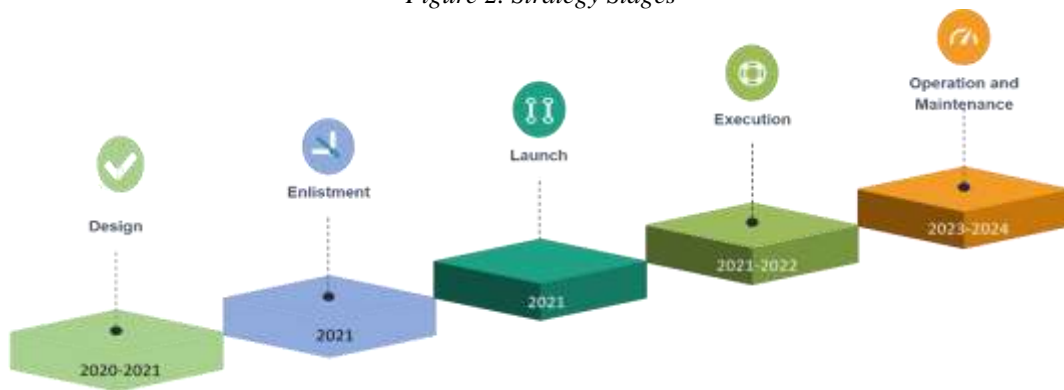 Figure 2. Strategy Stages
Operation and
Maintenance
Execution
Launch
Enlistment
Design
2023-2024
2021-2022
2021
2021
2020-2021